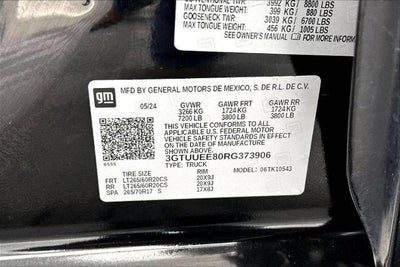 CONVENTIONAL TWR: 3992 KG / 8800 LBS
MAX TONGUE WEIGHT: 399 KG / 880 LBS
GOOSENECK TWR: 3039 KG / 6700 LBS
MAX TONGUE WEIGHT: 456 KG / 1005 LBS
SEE OWNER'S MANUAL FOR MORE INFORMATION
gm
MFD BY GENERAL MOTORS DE MEXICO, S. DE R.L. DE C.V.
05/24 GVWR GAWR FRT GAWR RR
3266 KG 1724 KG 1724 KG
7200 LB 3800 LB 3800 LB
THIS VEHICLE CONFORMS TO ALL APPLICABLE U.S. FEDERAL MOTOR VEHICLE SAFETY STANDARDS IN EFFECT ON THE DATE OF MANUFACTURE SHOWN ABOVE.
3GTUUEE80RG373906
TYPE: TRUCK
TIRE SIZE RIM MODEL: 06TK10543
FRT LT265/60R20CS 20X9J
RR LT265/60R20CS 20X9J
SPA 265/70R17 S 17X8J